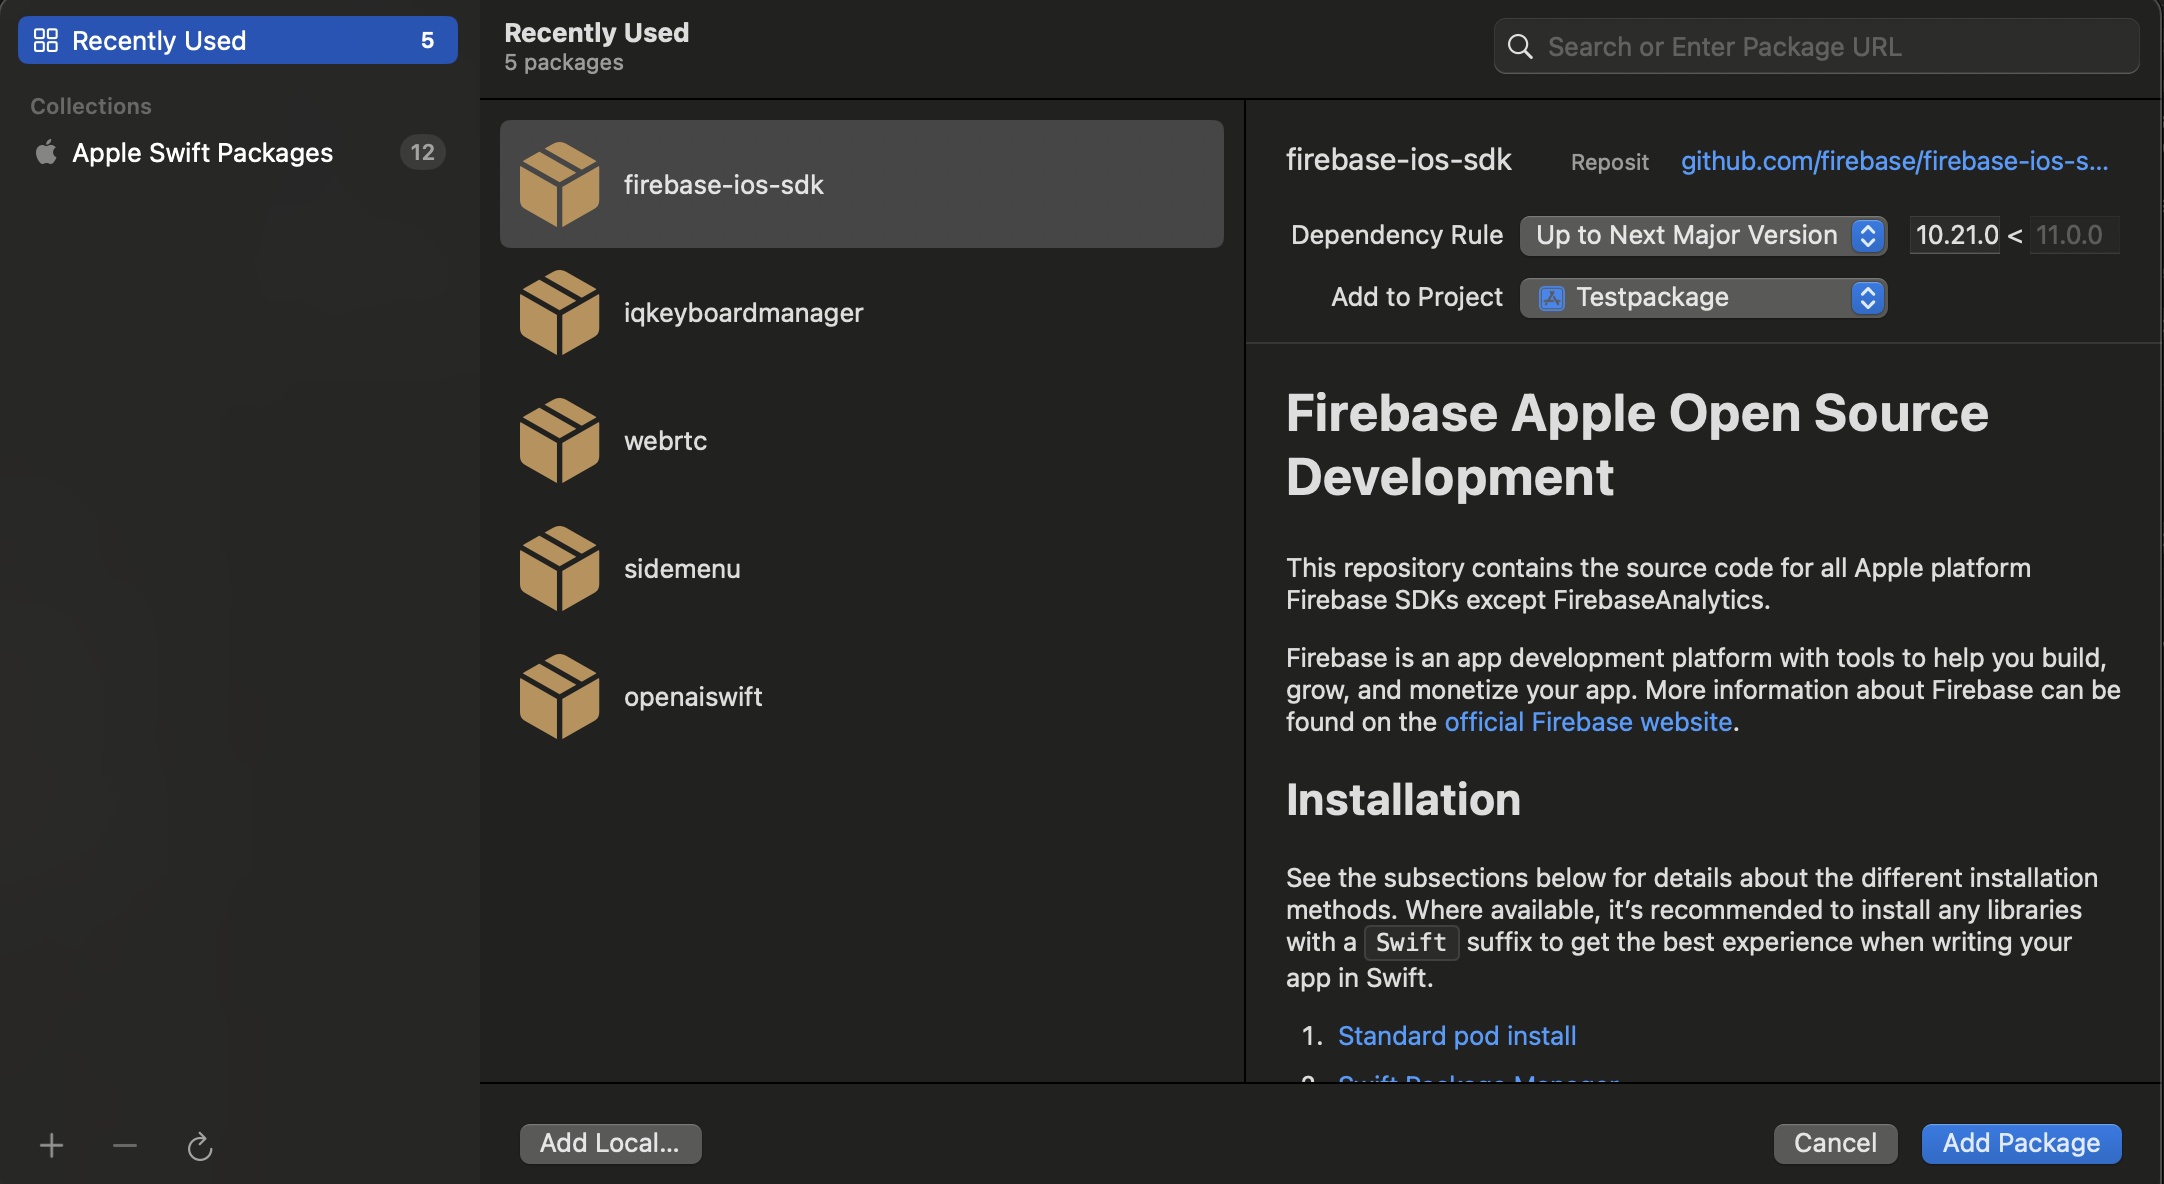 Recently Used 5
Collections
Apple Swift Packages 12
Recently Used
5 packages
Search or Enter Package URL
firebase-ios-sdk
iqkeyboardmanager
webrtc
sidemenu
openaiswift
firebase-ios-sdk Reposit github.com/firebase/firebase-ios-s...
Dependency Rule Up to Next Major Version 10.21.0 < 11.0.0
Add to Project Testpackage
Firebase Apple Open Source
Development
This repository contains the source code for all Apple platform
Firebase SDKs except FirebaseAnalytics.
Firebase is an app development platform with tools to help you build,
grow, and monetize your app. More information about Firebase can be
found on the official Firebase website.
Installation
See the subsections below for details about the different installation
methods. Where available, it's recommended to install any libraries
with a Swift suffix to get the best experience when writing your
app in Swift.
1. Standard pod install
2. Swift Package Manager
Add Local...
Cancel
Add Package